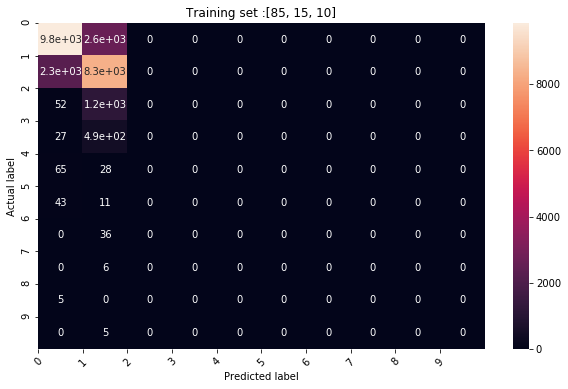 Training set :[85, 15, 10]
0
1
2
3
4
5
6
7
8
9
Actual label
9.8e+03 2.6e+03 0 0 0 0 0 0 0 0
2.3e+03 8.3e+03 0 0 0 0 0 0 0 0
52 1.2e+03 0 0 0 0 0 0 0 0
27 4.9e+02 0 0 0 0 0 0 0 0
65 28 0 0 0 0 0 0 0 0
43 11 0 0 0 0 0 0 0 0
0 36 0 0 0 0 0 0 0 0
0 6 0 0 0 0 0 0 0 0
5 0 0 0 0 0 0 0 0 0
0 5 0 0 0 0 0 0 0 0
0 1 2 3 4 5 6 7 8 9
Predicted label
8000
6000
4000
2000
0